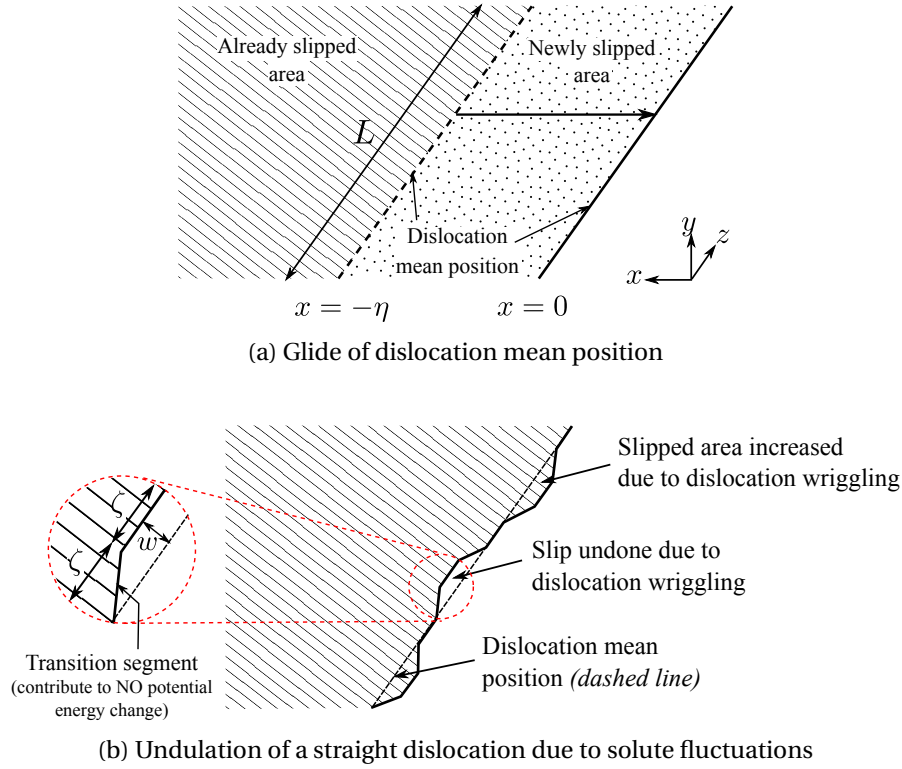 Already slipped
area
Newly slipped
area
L
Dislocation
mean position
y
z
x
x = −η
x = 0
(a) Glide of dislocation mean position
Slipped area increased
due to dislocation wriggling
ζ
w
ζ
Slip undone due to
dislocation wriggling
Transition segment
(contribute to NO potential
energy change)
Dislocation mean
position (dashed line)
(b) Undulation of a straight dislocation due to solute fluctuations